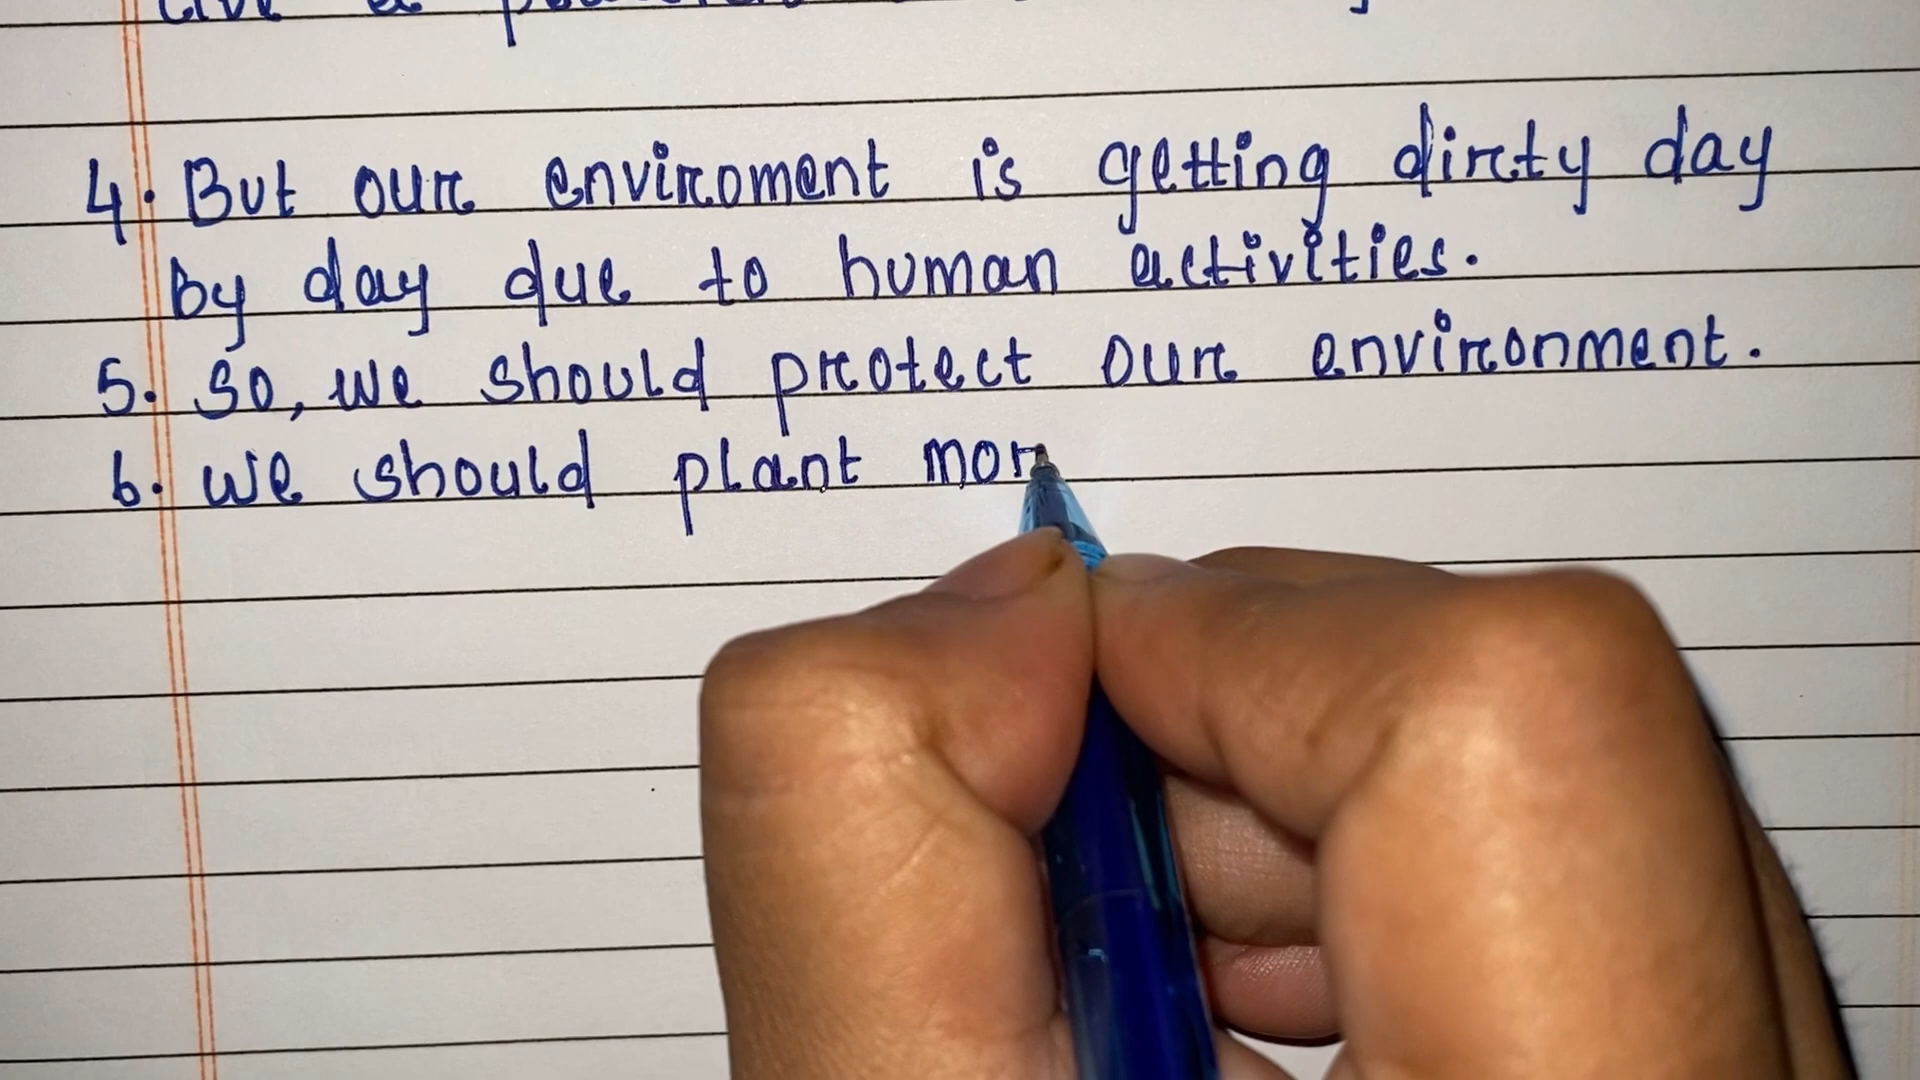 4. But our enviroment is getting dirty day
by day due to human activities.
5. So, we should protect our environment.
6. We should plant mor